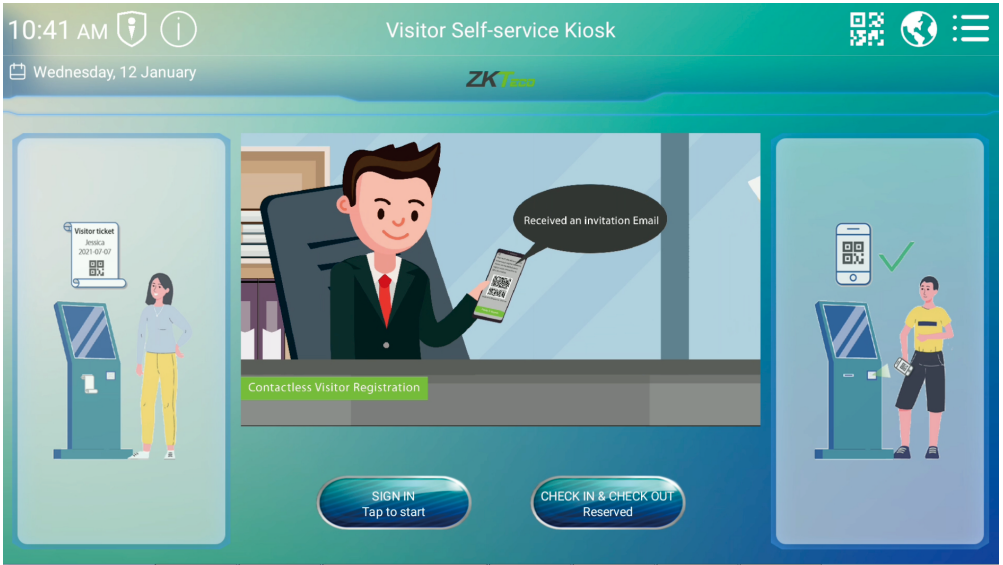 10:41 AM
Visitor Self-service Kiosk
Wednesday, 12 January
ZKTeco
Visitor ticket
Jessica
2021-07-07
Received an invitation Email
Contactless Visitor Registration
SIGN IN
Tap to start
CHECK IN & CHECK OUT
Reserved